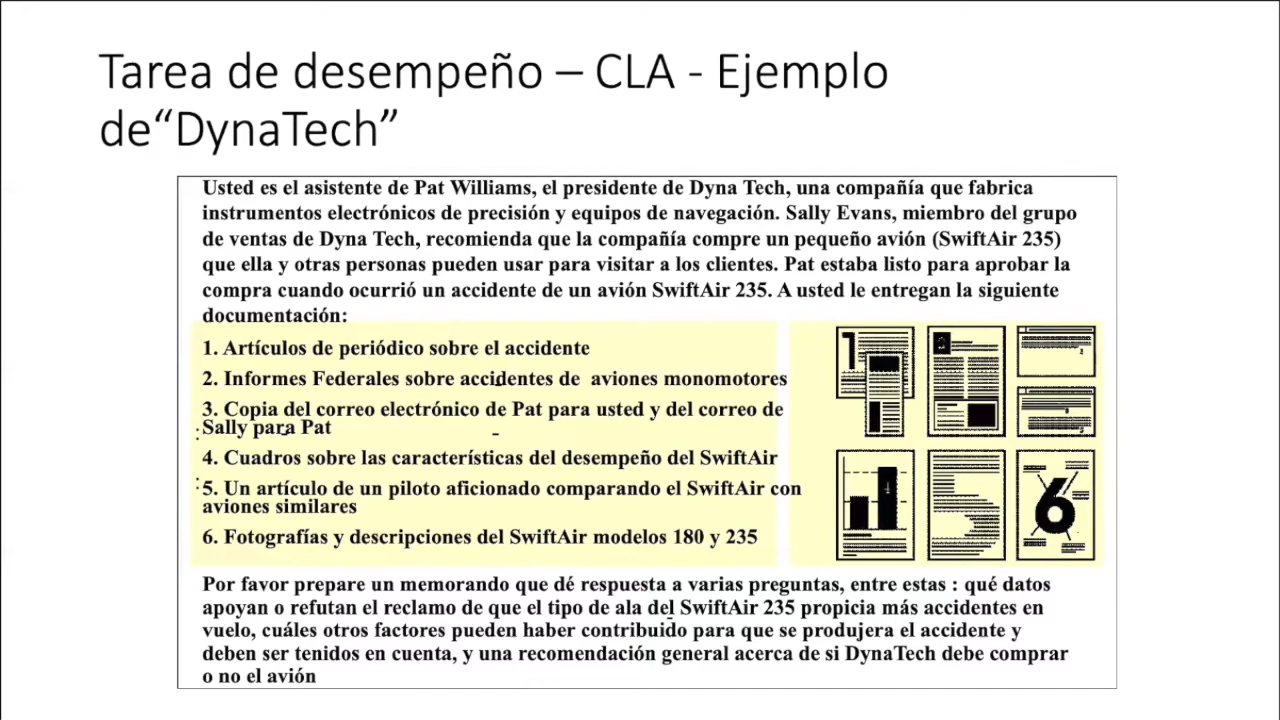 Tarea de desempeño – CLA - Ejemplo
de“DynaTech”
Usted es el asistente de Pat Williams, el presidente de Dyna Tech, una compañía que fabrica
instrumentos electrónicos de precisión y equipos de navegación. Sally Evans, miembro del grupo
de ventas de Dyna Tech, recomienda que la compañía compre un pequeño avión (SwiftAir 235)
que ella y otras personas pueden usar para visitar a los clientes. Pat estaba listo para aprobar la
compra cuando ocurrió un accidente de un avión SwiftAir 235. A usted le entregan la siguiente
documentación:
1. Artículos de periódico sobre el accidente
2. Informes Federales sobre accidentes de aviones monomotores
3. Copia del correo electrónico de Pat para usted y del correo de
Sally para Pat
4. Cuadros sobre las características del desempeño del SwiftAir
5. Un artículo de un piloto aficionado comparando el SwiftAir con
aviones similares
6. Fotografías y descripciones del SwiftAir modelos 180 y 235
1
6
Por favor prepare un memorando que dé respuesta a varias preguntas, entre estas : qué datos
apoyan o refutan el reclamo de que el tipo de ala del SwiftAir 235 propicia más accidentes en
vuelo, cuáles otros factores pueden haber contribuido para que se produjera el accidente y
deben ser tenidos en cuenta, y una recomendación general acerca de si DynaTech debe comprar
o no el avión